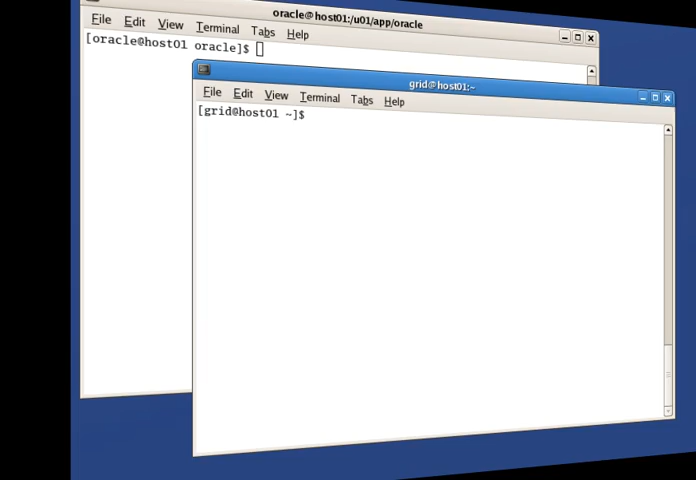 oracle@host01:/u01/app/oracle
File Edit View Terminal Tabs Help
[oracle@host01 oracle]$
grid@host01:~
File Edit View Terminal Tabs Help
[grid@host01 ~]$